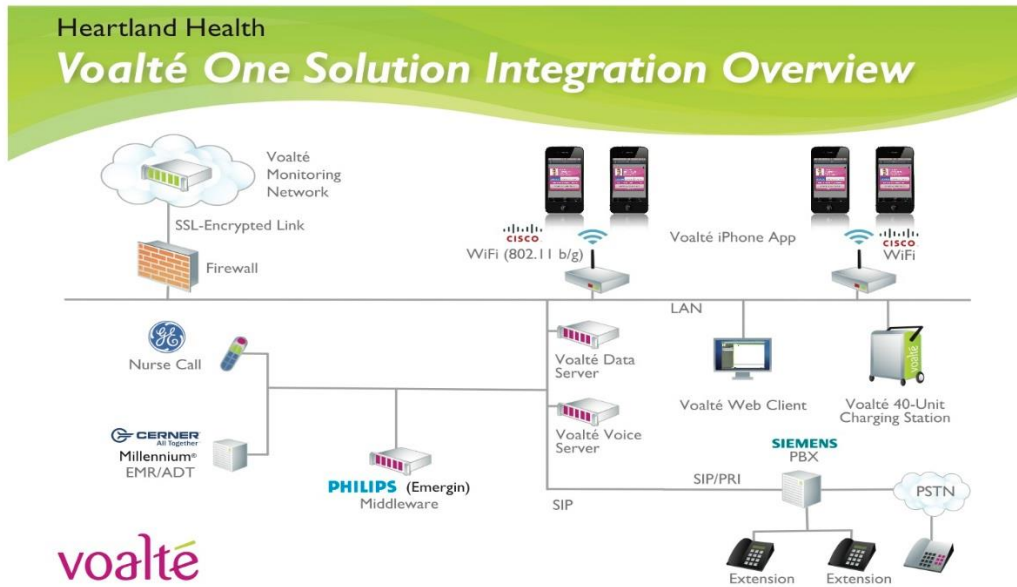 Heartland Health
Voalté One Solution Integration Overview
Voalté
Monitoring
Network
SSL-Encrypted Link
Firewall
CISCO
WiFi (802.11 b/g)
Voalté iPhone App
CISCO
WiFi
LAN
GE
Nurse Call
Voalté Data
Server
Voalté Web Client
voalté
Voalté 40-Unit
Charging Station
Voalté Voice
Server
CERNER
All Together
Millennium®
EMR/ADT
PHILIPS (Emergin)
Middleware
SIP
SIP/PRI
SIEMENS
PBX
PSTN
Extension
Extension
voalté